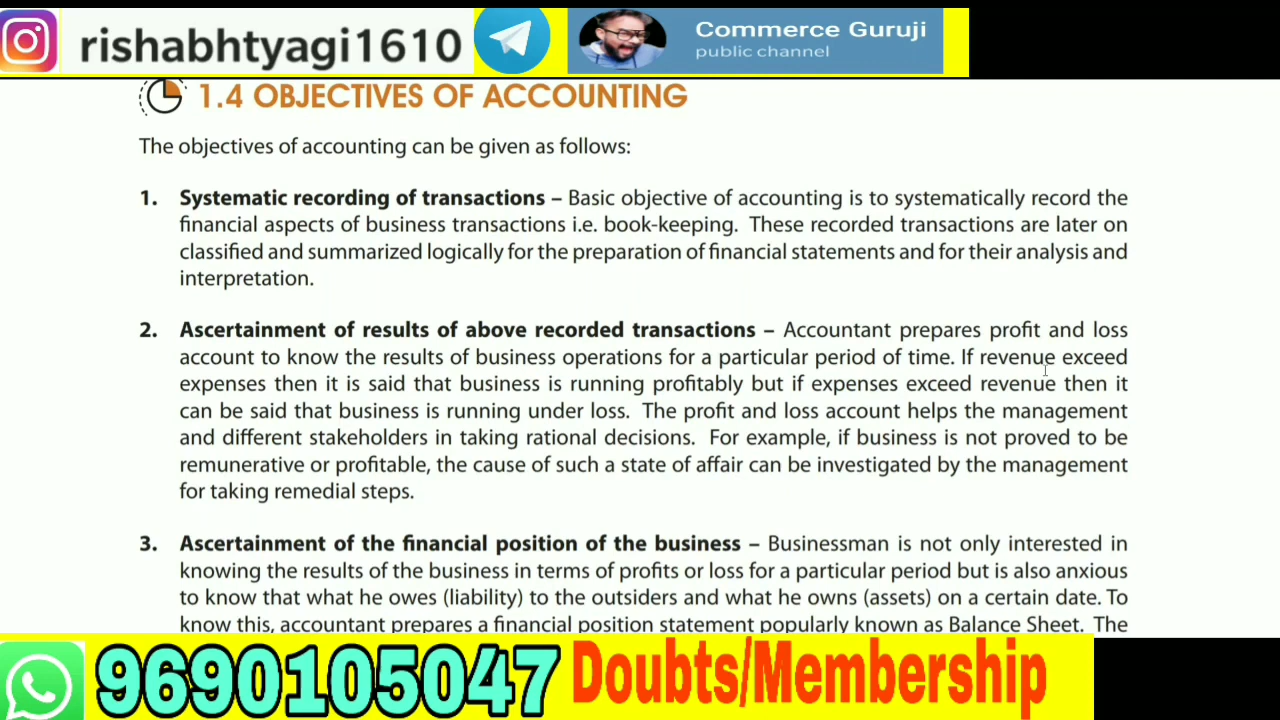 rishabhtyagi1610
Commerce Guruji
public channel
1.4 OBJECTIVES OF ACCOUNTING
The objectives of accounting can be given as follows:
1. Systematic recording of transactions – Basic objective of accounting is to systematically record the
financial aspects of business transactions i.e. book-keeping. These recorded transactions are later on
classified and summarized logically for the preparation of financial statements and for their analysis and
interpretation.
2. Ascertainment of results of above recorded transactions – Accountant prepares profit and loss
account to know the results of business operations for a particular period of time. If revenue exceed
expenses then it is said that business is running profitably but if expenses exceed revenue then it
can be said that business is running under loss. The profit and loss account helps the management
and different stakeholders in taking rational decisions. For example, if business is not proved to be
remunerative or profitable, the cause of such a state of affair can be investigated by the management
for taking remedial steps.
3. Ascertainment of the financial position of the business – Businessman is not only interested in
knowing the results of the business in terms of profits or loss for a particular period but is also anxious
to know that what he owes (liability) to the outsiders and what he owns (assets) on a certain date. To
know this, accountant prepares a financial position statement popularly known as Balance Sheet. The
9690105047 Doubts/Membership